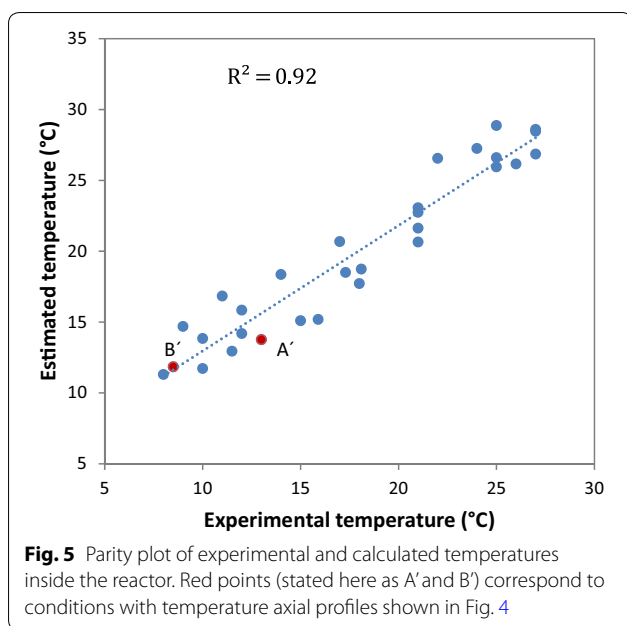 35
R² = 0.92
30
25
20
15
10
5
B´
A´
5
10
15
20
25
30
Estimated temperature (°C)
Experimental temperature (°C)
Fig. 5 Parity plot of experimental and calculated temperatures
inside the reactor. Red points (stated here as A’ and B’) correspond to
conditions with temperature axial profiles shown in Fig. 4